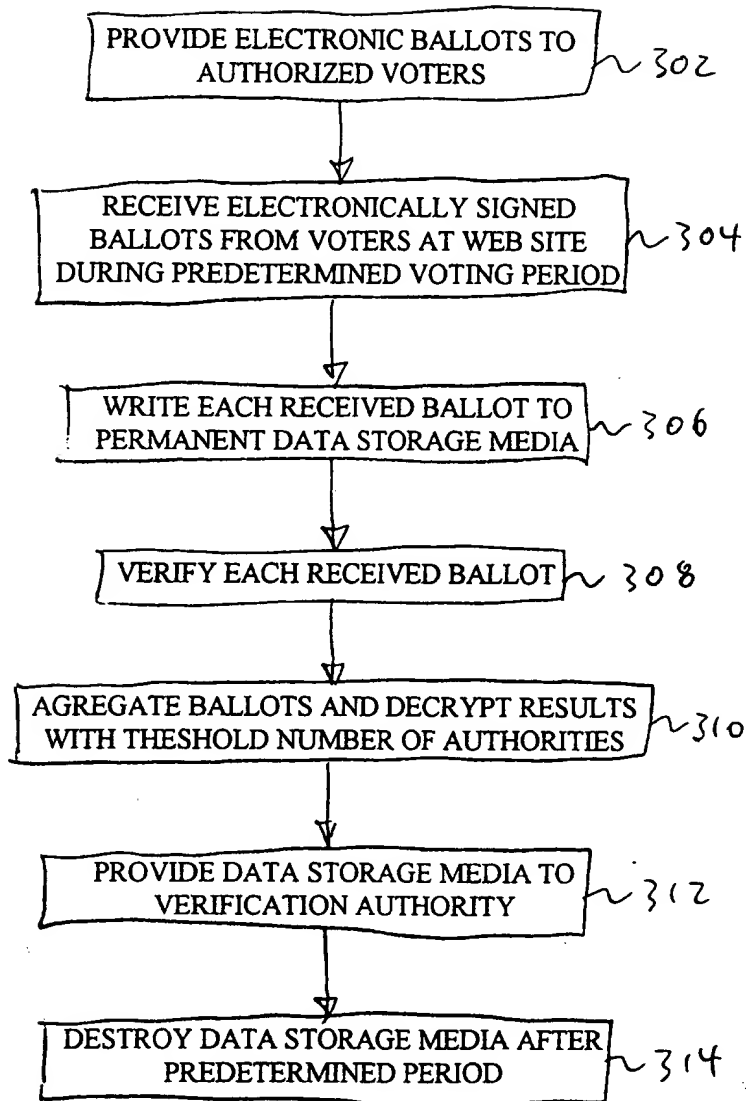 PROVIDE ELECTRONIC BALLOTS TO
AUTHORIZED VOTERS
302
RECEIVE ELECTRONICALLY SIGNED
BALLOTS FROM VOTERS AT WEB SITE
DURING PREDETERMINED VOTING PERIOD
304
WRITE EACH RECEIVED BALLOT TO
PERMANENT DATA STORAGE MEDIA
306
VERIFY EACH RECEIVED BALLOT
308
AGREGATE BALLOTS AND DECRYPT RESULTS
WITH THESHOLD NUMBER OF AUTHORITIES
310
PROVIDE DATA STORAGE MEDIA TO
VERIFICATION AUTHORITY
312
DESTROY DATA STORAGE MEDIA AFTER
PREDETERMINED PERIOD
314